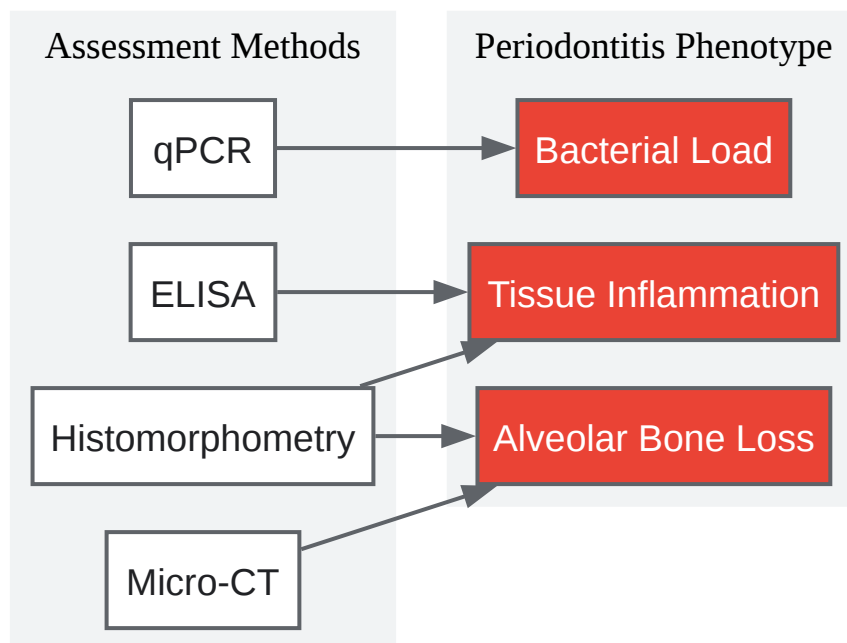 Assessment Methods
Periodontitis Phenotype
qPCR
Bacterial Load
ELISA
Tissue Inflammation
Histomorphometry
Alveolar Bone Loss
Micro-CT